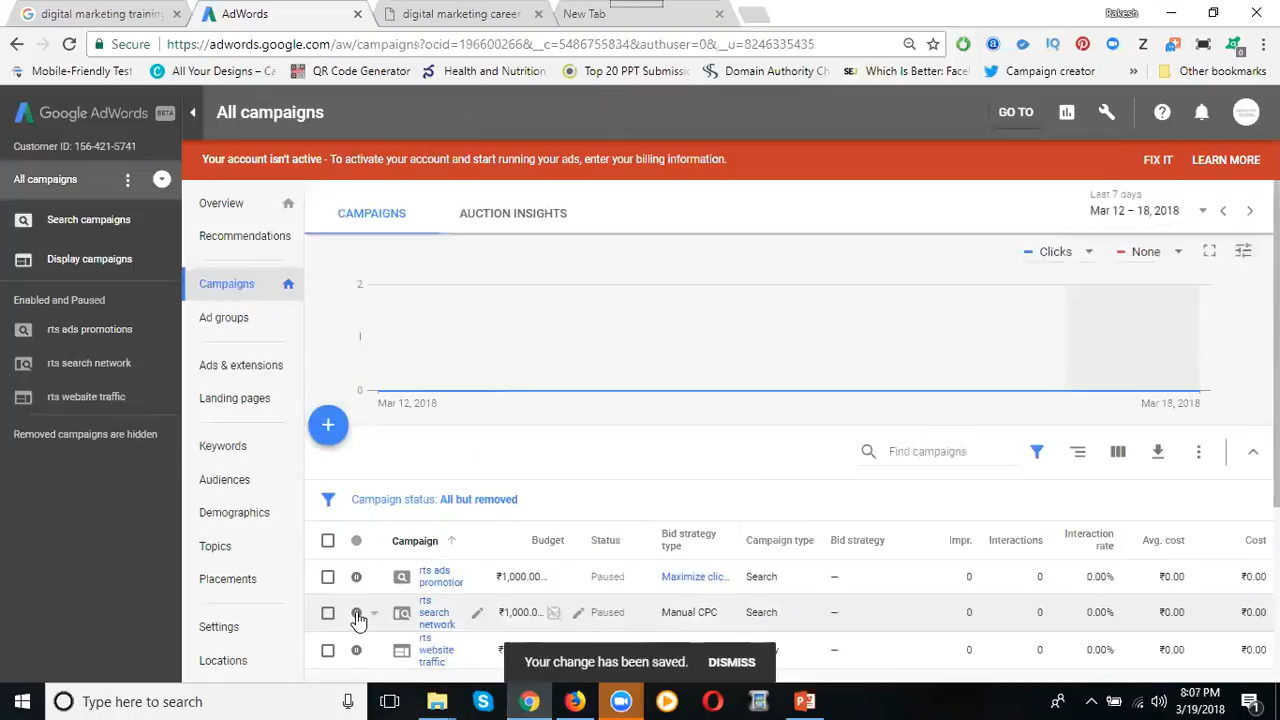 digital marketing training
AdWords
digital marketing career
New Tab
Rakesh
Secure
https://adwords.google.com/aw/campaigns?ocid=196600266&__c=5486755834&authuser=0&__u=8246335435
Mobile-Friendly Test
All Your Designs – Ca
QR Code Generator
Health and Nutrition
Top 20 PPT Submissio
Domain Authority Ch
SEJ
Which Is Better: Face
Campaign creator
»
Other bookmarks
Google AdWords BETA
All campaigns
GO TO
Customer ID: 156-421-5741
Your account isn't active - To activate your account and start running your ads, enter your billing information.
FIX IT
LEARN MORE
All campaigns
Search campaigns
Display campaigns
Enabled and Paused
rts ads promotions
rts search network
rts website traffic
Removed campaigns are hidden
Overview
Recommendations
Campaigns
Ad groups
Ads & extensions
Landing pages
Keywords
Audiences
Demographics
Topics
Placements
Settings
Locations
CAMPAIGNS
AUCTION INSIGHTS
Last 7 days
Mar 12 – 18, 2018
Clicks
None
2
1
0
Mar 12, 2018
Mar 18, 2018
Find campaigns
Campaign status: All but removed
Campaign
Budget
Status
Bid strategy type
Campaign type
Bid strategy
Impr.
Interactions
Interaction rate
Avg. cost
Cost
rts ads promotior
₹1,000.00...
Paused
Maximize clic...
Search
—
0
0
0.00%
₹0.00
₹0.00
rts search network
₹1,000.0...
Paused
Manual CPC
Search
—
0
0
0.00%
₹0.00
₹0.00
rts website traffic
—
0
0
0.00%
₹0.00
₹0.00
Your change has been saved.
DISMISS
Type here to search
8:07 PM
3/19/2018